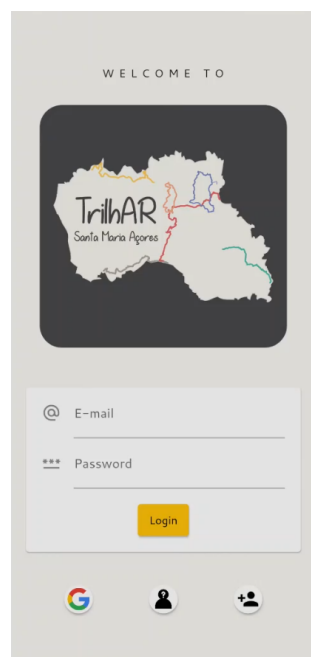 WELCOME TO
TrilhAR
Santa Maria Açores
@ E-mail
*** Password
Login
G